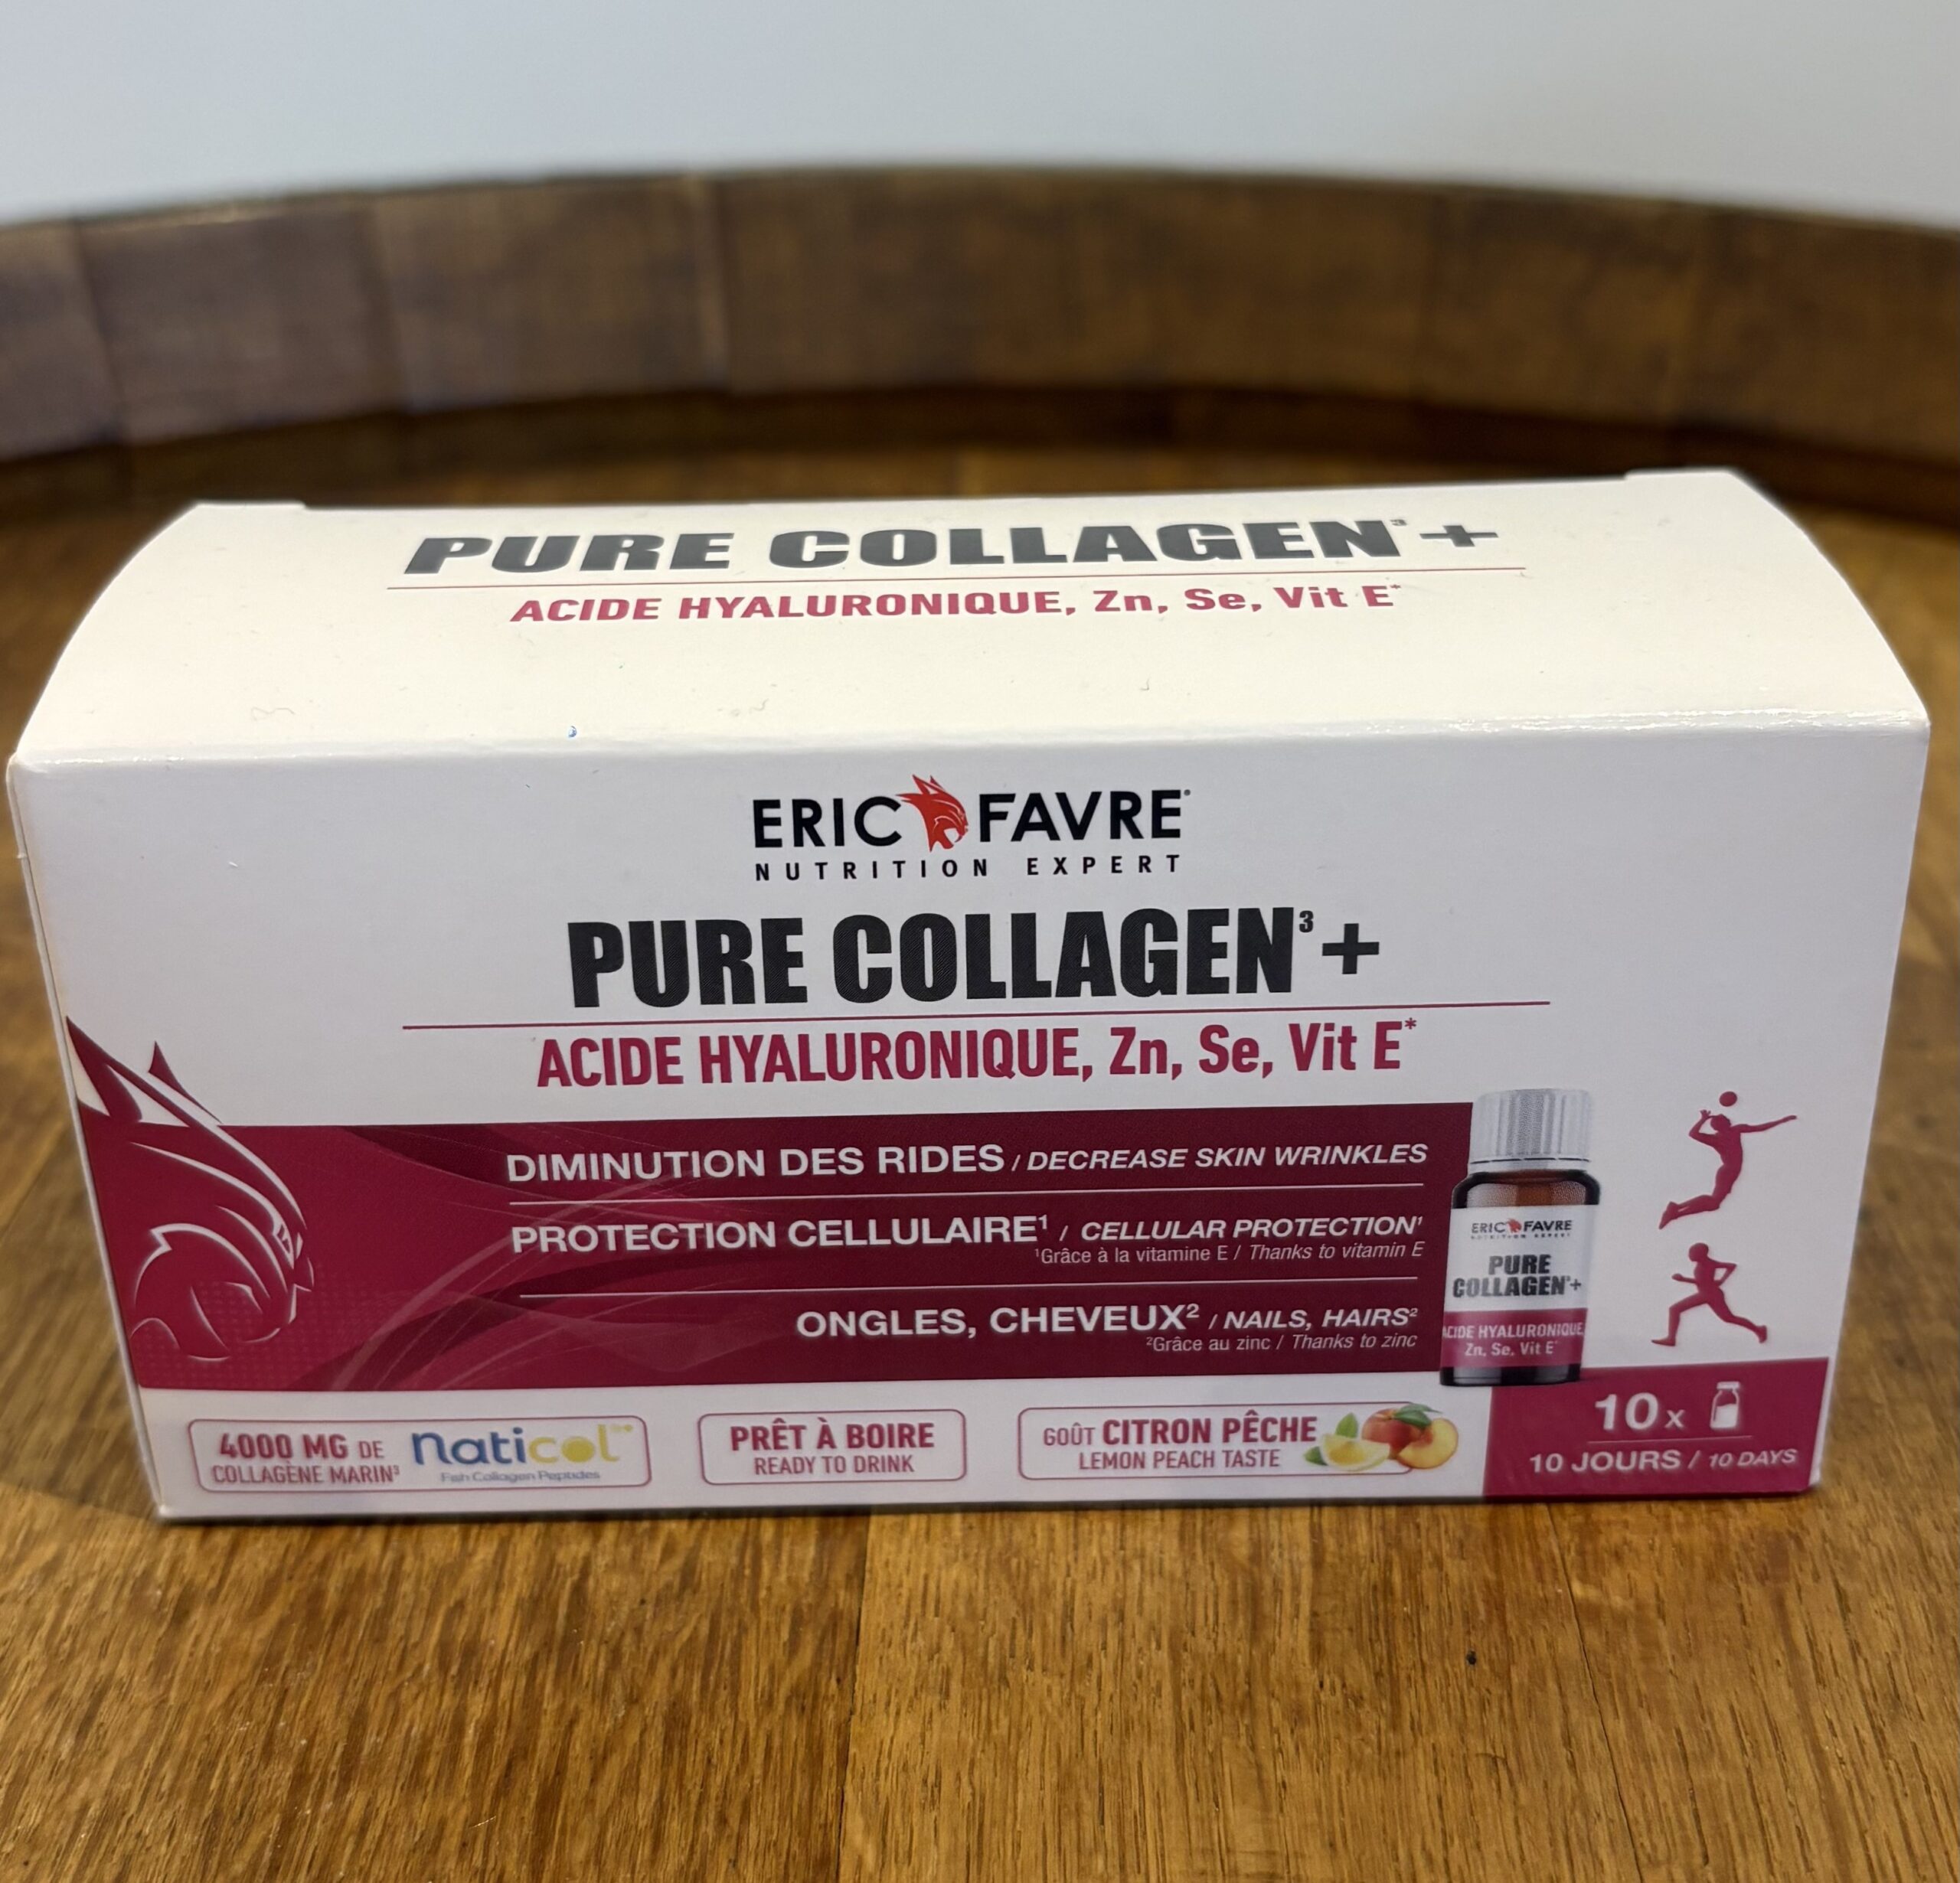 PURE COLLAGEN³+
ACIDE HYALURONIQUE, Zn, Se, Vit E*
ERIC FAVRE®
NUTRITION EXPERT
PURE COLLAGEN³+
ACIDE HYALURONIQUE, Zn, Se, Vit E*
DIMINUTION DES RIDES / DECREASE SKIN WRINKLES
PROTECTION CELLULAIRE¹ / CELLULAR PROTECTION¹
¹Grâce à la vitamine E / Thanks to vitamin E
ONGLES, CHEVEUX² / NAILS, HAIRS²
²Grâce au zinc / Thanks to zinc
ERIC FAVRE
NUTRITION EXPERT
PURE
COLLAGEN³+
ACIDE HYALURONIQUE
Zn, Se, Vit E*
4000 MG DE
COLLAGÈNE MARIN³
Naticol
Fish Collagen Peptides
PRÊT À BOIRE
READY TO DRINK
GOÛT CITRON PÊCHE
LEMON PEACH TASTE
10x
10 JOURS / 10 DAYS